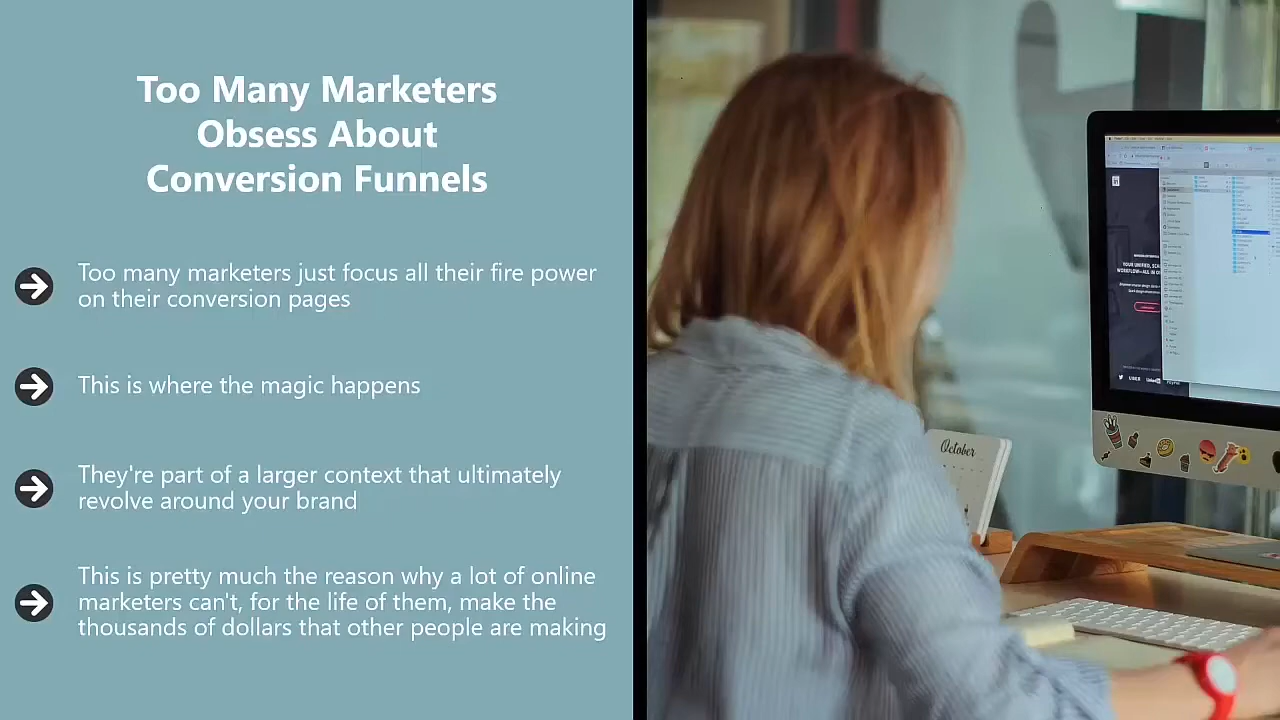 Too Many Marketers
Obsess About
Conversion Funnels
Too many marketers just focus all their fire power
on their conversion pages
This is where the magic happens
They're part of a larger context that ultimately
revolve around your brand
This is pretty much the reason why a lot of online
marketers can't, for the life of them, make the
thousands of dollars that other people are making
October
UBER